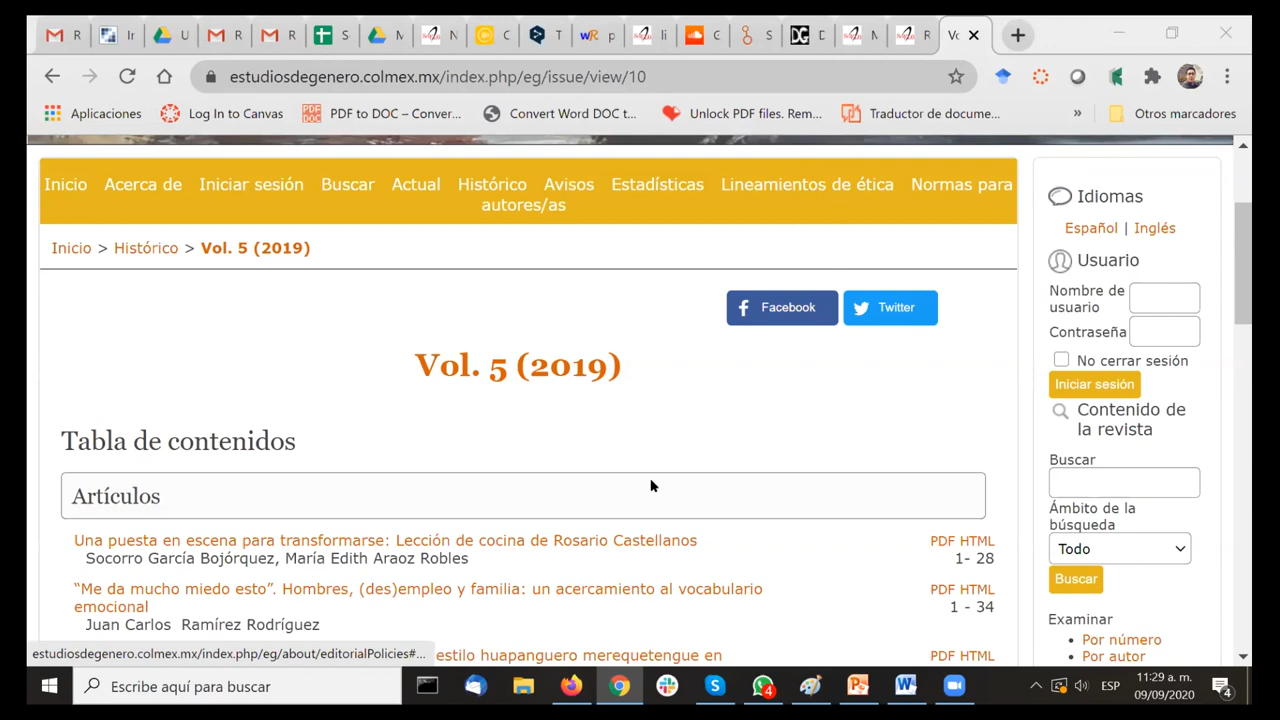 R Ir U R R S M N C T p li C S D M R Vc
estudiosdegenero.colmex.mx/index.php/eg/issue/view/10
Aplicaciones Log In to Canvas PDF to DOC – Conver... Convert Word DOC t... Unlock PDF files. Rem... Traductor de docume... » Otros marcadores
Inicio Acerca de Iniciar sesión Buscar Actual Histórico Avisos Estadísticas Lineamientos de ética Normas para
autores/as
Inicio > Histórico > Vol. 5 (2019)
Facebook Twitter
Vol. 5 (2019)
Tabla de contenidos
Artículos
Una puesta en escena para transformarse: Lección de cocina de Rosario Castellanos PDF HTML
Socorro García Bojórquez, María Edith Araoz Robles 1- 28
“Me da mucho miedo esto”. Hombres, (des)empleo y familia: un acercamiento al vocabulario PDF HTML
emocional 1 - 34
Juan Carlos Ramírez Rodríguez
estilo huapanguero merequetengue en PDF HTML
Idiomas
Español | Inglés
Usuario
Nombre de
usuario
Contraseña
No cerrar sesión
Iniciar sesión
Contenido de
la revista
Buscar
Ámbito de la
búsqueda
Todo
Buscar
Examinar
• Por número
• Por autor
estudiosdegenero.colmex.mx/index.php/eg/about/editorialPolicies#...
Escribe aquí para buscar 4 ESP 11:29 a. m.
09/09/2020 4